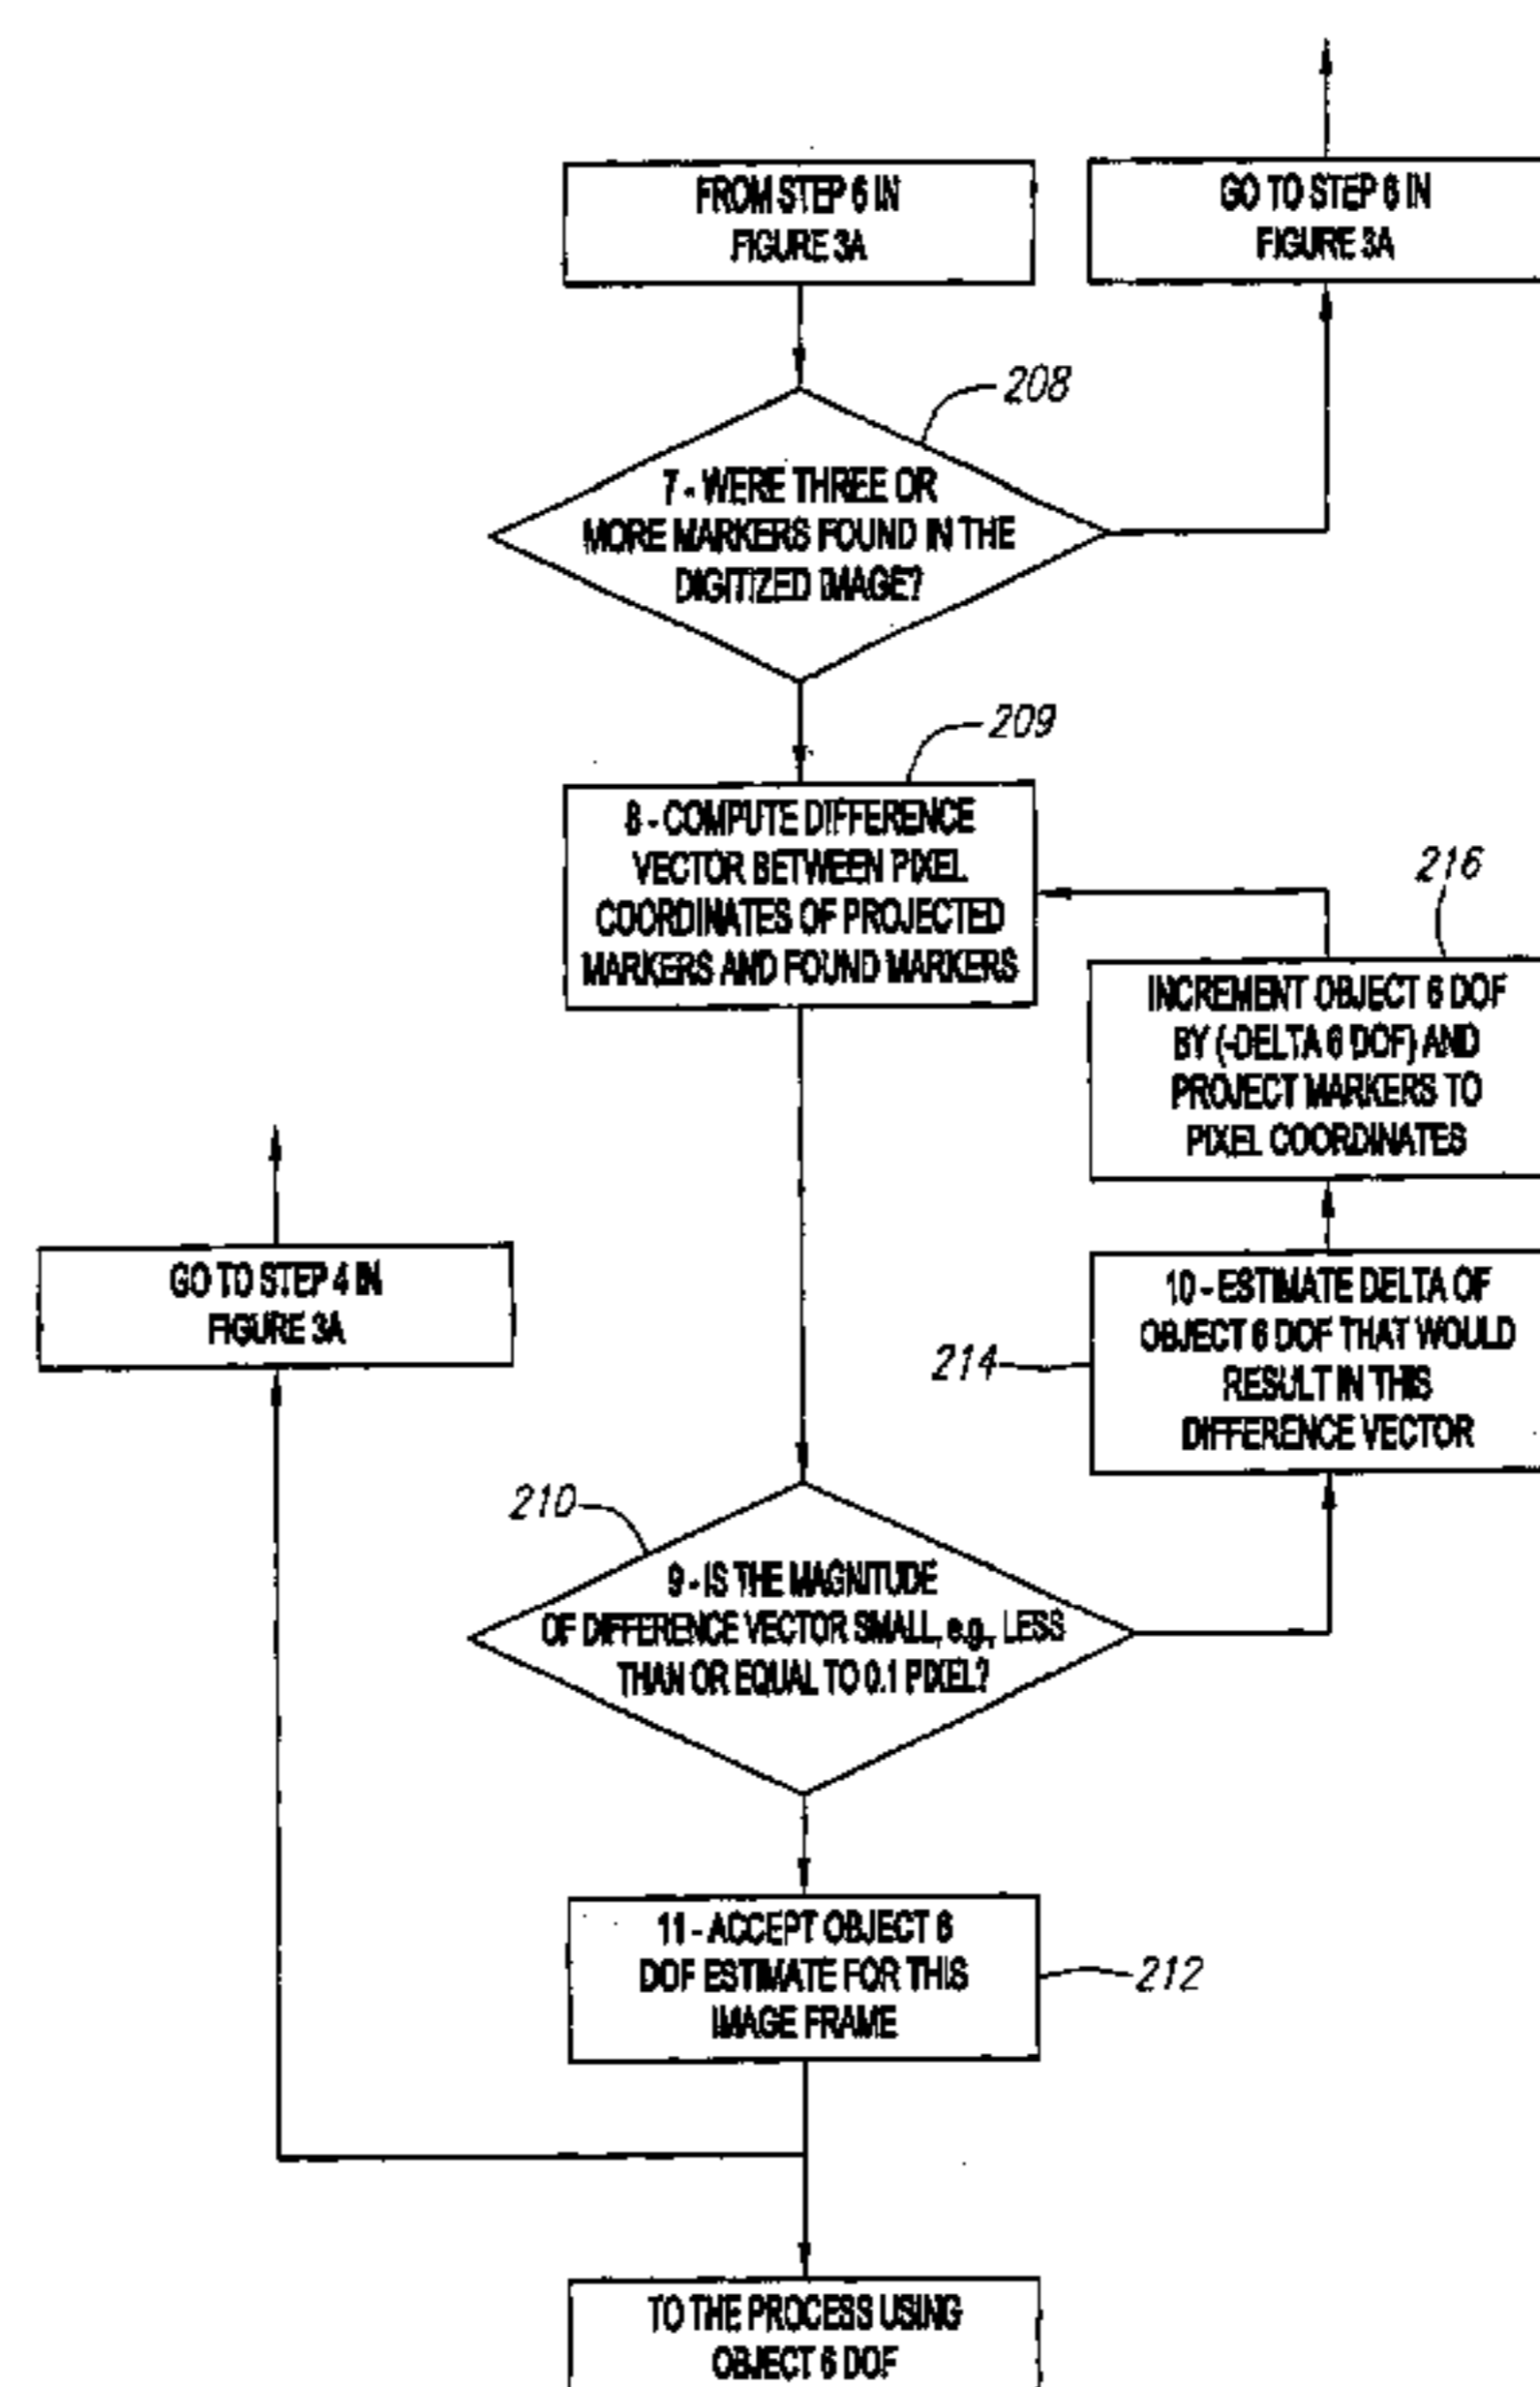 FROM STEP 6 IN
FIGURE 3A
GO TO STEP 6 IN
FIGURE 3A
208
7 - WERE THREE OR
MORE MARKERS FOUND IN THE
DIGITIZED IMAGE?
209
8 - COMPUTE DIFFERENCE
VECTOR BETWEEN PIXEL
COORDINATES OF PROJECTED
MARKERS AND FOUND MARKERS
216
INCREMENT OBJECT 6 DOF
BY (-DELTA 6 DOF) AND
PROJECT MARKERS TO
PIXEL COORDINATES
GO TO STEP 4 IN
FIGURE 3A
214
10 - ESTIMATE DELTA OF
OBJECT 6 DOF THAT WOULD
RESULT IN THIS
DIFFERENCE VECTOR
210
9 - IS THE MAGNITUDE
OF DIFFERENCE VECTOR SMALL, e.g., LESS
THAN OR EQUAL TO 0.1 PIXEL?
11 - ACCEPT OBJECT 6
DOF ESTIMATE FOR THIS
IMAGE FRAME
212
TO THE PROCESS USING
OBJECT 6 DOF